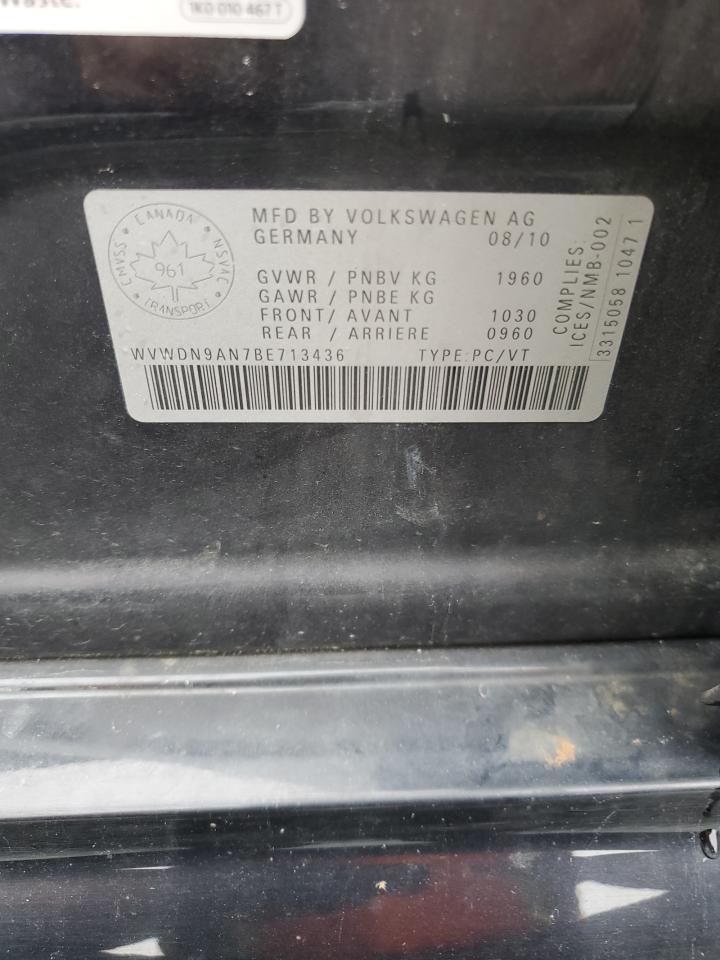 Waste.
1K0 010 467 T
CANADA
CMVSS
NSVAC
961
TRANSPORT
MFD BY VOLKSWAGEN AG
GERMANY 08/10
GVWR / PNBV KG 1960
GAWR / PNBE KG
FRONT/ AVANT 1030
REAR / ARRIERE 0960
WVWDN9AN7BE713436 TYPE:PC/VT
COMPLIES:
ICES/NMB-002
3315058 1047 1